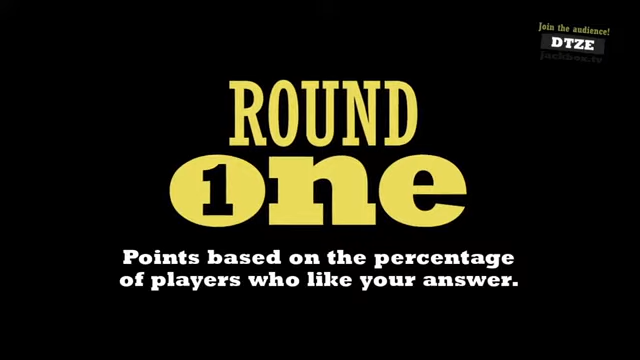 Join the audience!
DTZE
jackbox.tv
ROUND
1
One
Points based on the percentage
of players who like your answer.